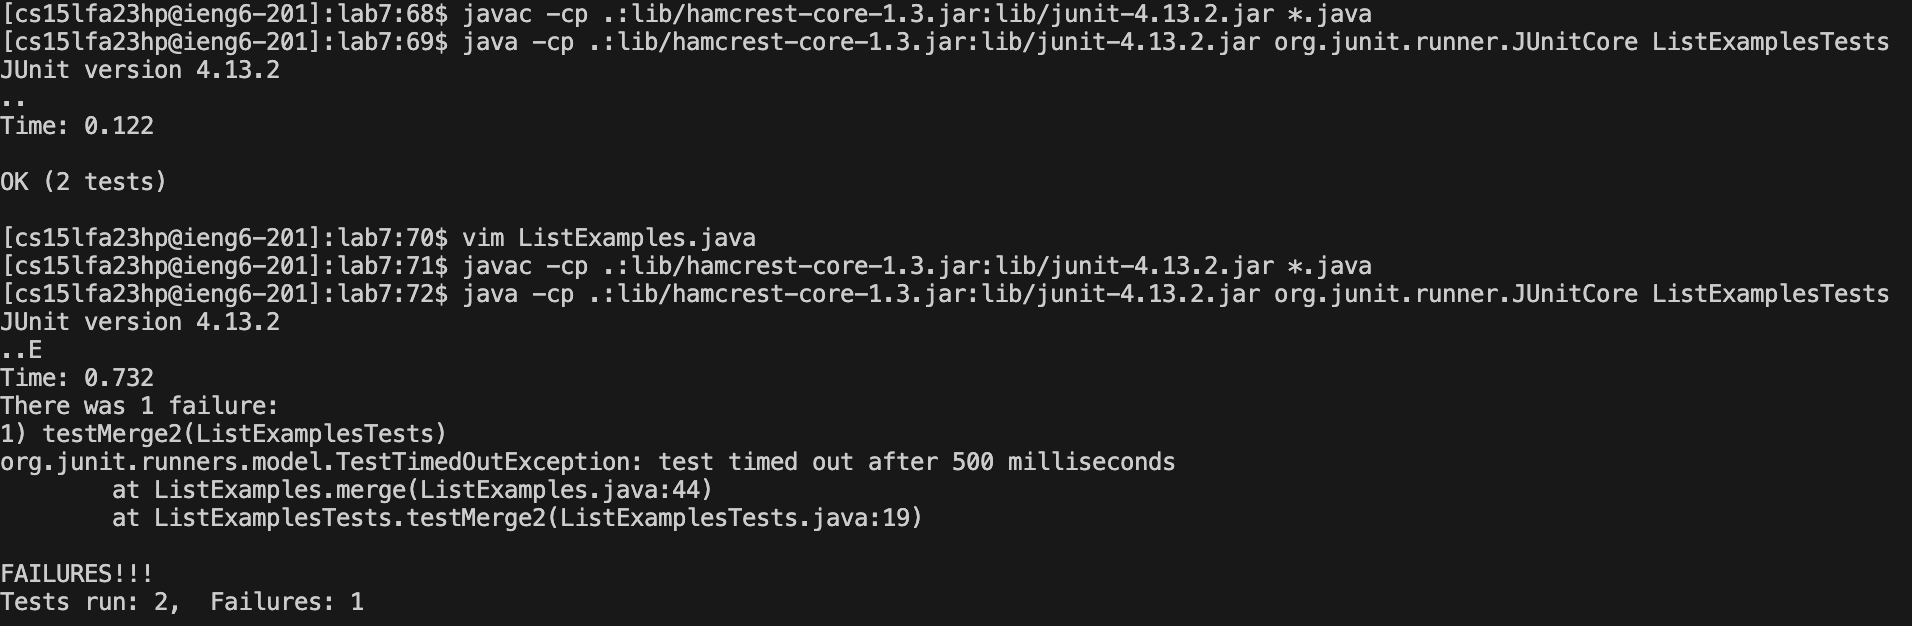 [cs15lfa23hp@ieng6-201]:lab7:68$ javac -cp .:lib/hamcrest-core-1.3.jar:lib/junit-4.13.2.jar *.java
[cs15lfa23hp@ieng6-201]:lab7:69$ java -cp .:lib/hamcrest-core-1.3.jar:lib/junit-4.13.2.jar org.junit.runner.JUnitCore ListExamplesTests
JUnit version 4.13.2
..
Time: 0.122

OK (2 tests)

[cs15lfa23hp@ieng6-201]:lab7:70$ vim ListExamples.java
[cs15lfa23hp@ieng6-201]:lab7:71$ javac -cp .:lib/hamcrest-core-1.3.jar:lib/junit-4.13.2.jar *.java
[cs15lfa23hp@ieng6-201]:lab7:72$ java -cp .:lib/hamcrest-core-1.3.jar:lib/junit-4.13.2.jar org.junit.runner.JUnitCore ListExamplesTests
JUnit version 4.13.2
..E
Time: 0.732
There was 1 failure:
1) testMerge2(ListExamplesTests)
org.junit.runners.model.TestTimedOutException: test timed out after 500 milliseconds
        at ListExamples.merge(ListExamples.java:44)
        at ListExamplesTests.testMerge2(ListExamplesTests.java:19)

FAILURES!!!
Tests run: 2,  Failures: 1